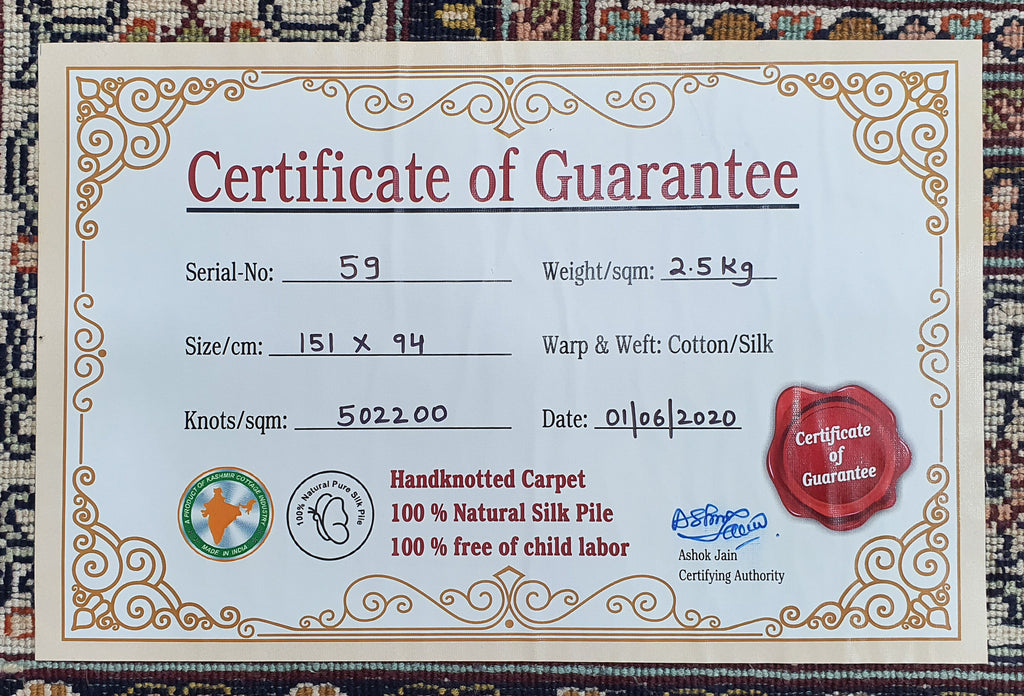 Certificate of Guarantee
Serial-No: 59
Weight/sqm: 2.5 kg
Size/cm: 151 x 94
Warp & Weft: Cotton/Silk
Knots/sqm: 502200
Date: 01/06/2020
Certificate
of
Guarantee
A PRODUCT OF KASHMIR COTTAGE INDUSTRY
MADE IN INDIA
100% Natural Pure Silk Pile
Handknotted Carpet
100 % Natural Silk Pile
100 % free of child labor
Ashok Jain
Certifying Authority